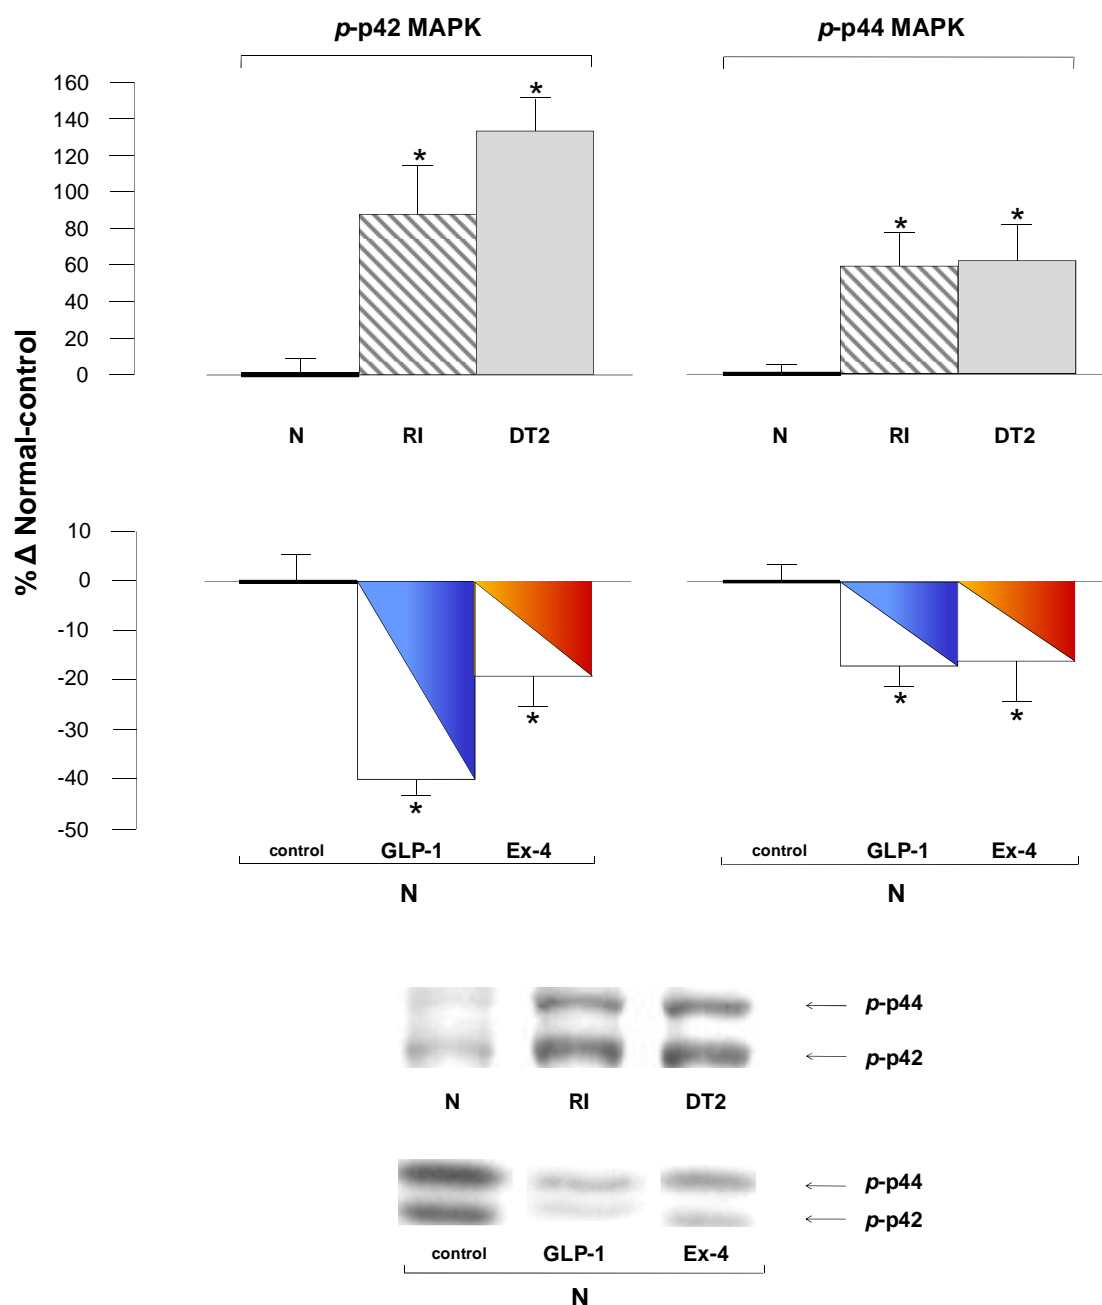 p-p42 MAPK
p-p44 MAPK
% Δ Normal-control
160
140
120
100
80
60
40
20
0
*
*
*
*
N
RI
DT2
N
RI
DT2
10
0
-10
-20
-30
-40
-50
*
*
*
*
control
GLP-1
Ex-4
N
control
GLP-1
Ex-4
N
p-p44
p-p42
N
RI
DT2
p-p44
p-p42
control
GLP-1
Ex-4
N